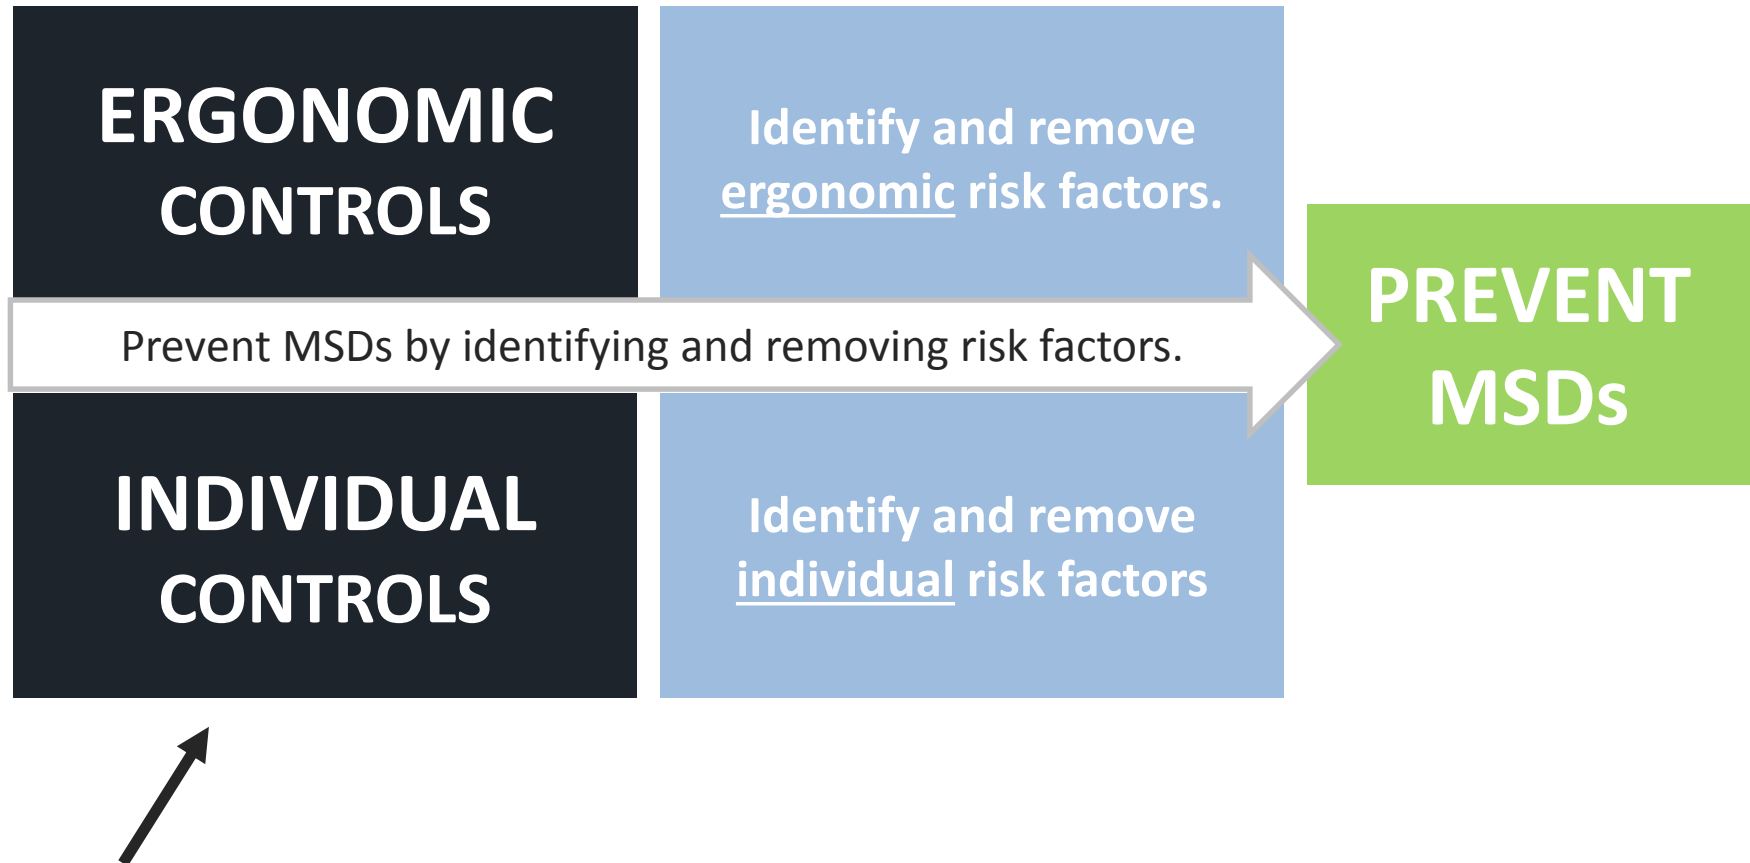 ERGONOMIC
CONTROLS
Identify and remove
ergonomic risk factors.
Prevent MSDs by identifying and removing risk factors.
PREVENT
MSDs
INDIVIDUAL
CONTROLS
Identify and remove
individual risk factors